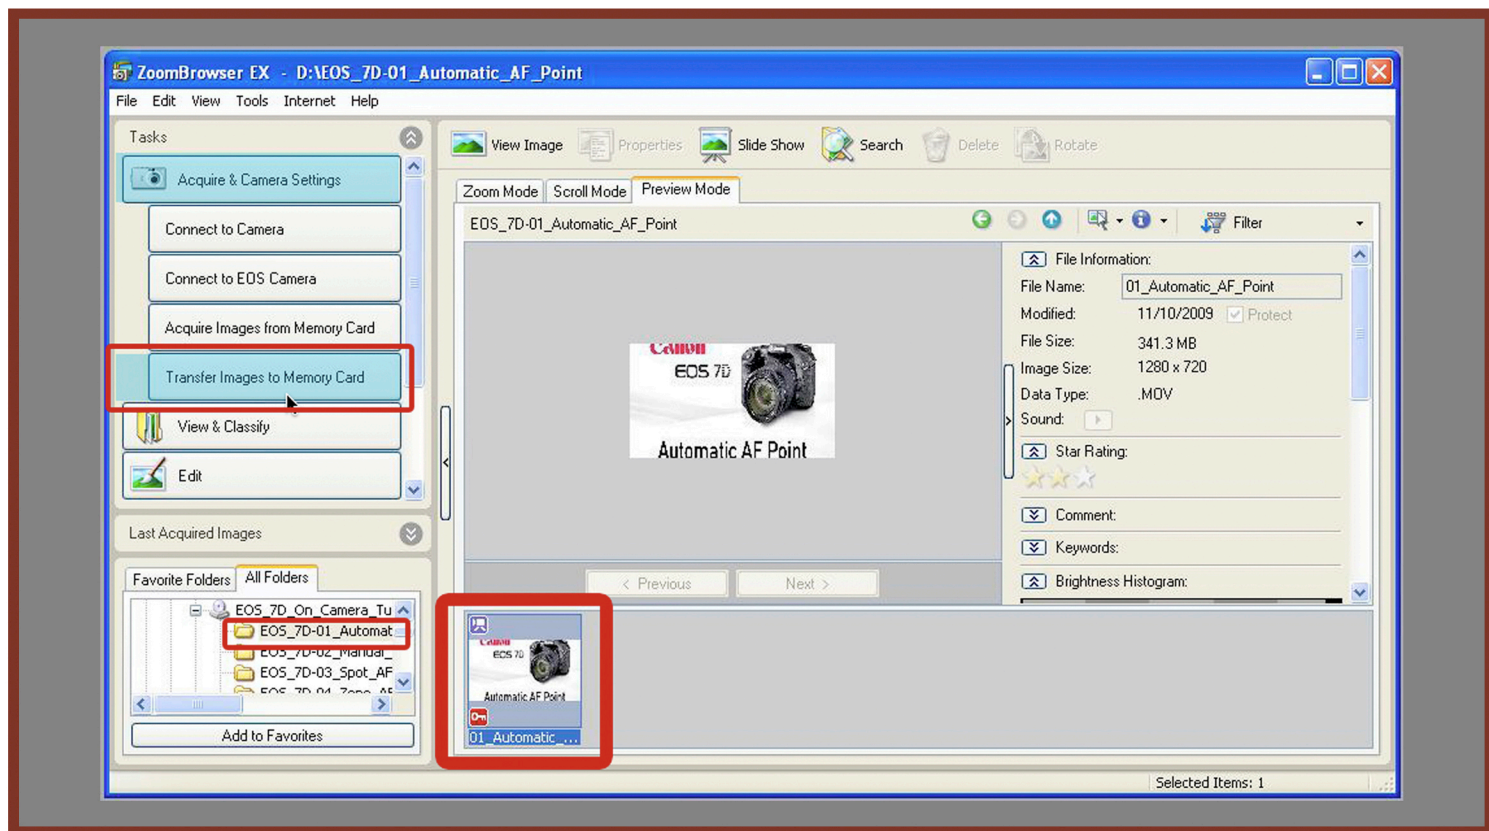 ZoomBrowser EX - D:\EOS_7D-01_Automatic_AF_Point
File Edit View Tools Internet Help
Tasks
Acquire & Camera Settings
Connect to Camera
Connect to EOS Camera
Acquire Images from Memory Card
Transfer Images to Memory Card
View & Classify
Edit
Last Acquired Images
Favorite Folders All Folders
EOS_7D_On_Camera_Tu
EOS_7D-01_Automat
EOS_7D-02_Manual_
EOS_7D-03_Spot_AF
EOS_7D-04_Zone_AF
Add to Favorites
View Image Properties Slide Show Search Delete Rotate
Zoom Mode Scroll Mode Preview Mode
EOS_7D-01_Automatic_AF_Point
Filter
Canon
EOS 7D
Automatic AF Point
< Previous Next >
File Information:
File Name: 01_Automatic_AF_Point
Modified: 11/10/2009 Protect
File Size: 341.3 MB
Image Size: 1280 x 720
Data Type: .MOV
Sound:
Star Rating:
Comment:
Keywords:
Brightness Histogram:
Canon
EOS 7D
Automatic AF Point
01_Automatic_...
Selected Items: 1